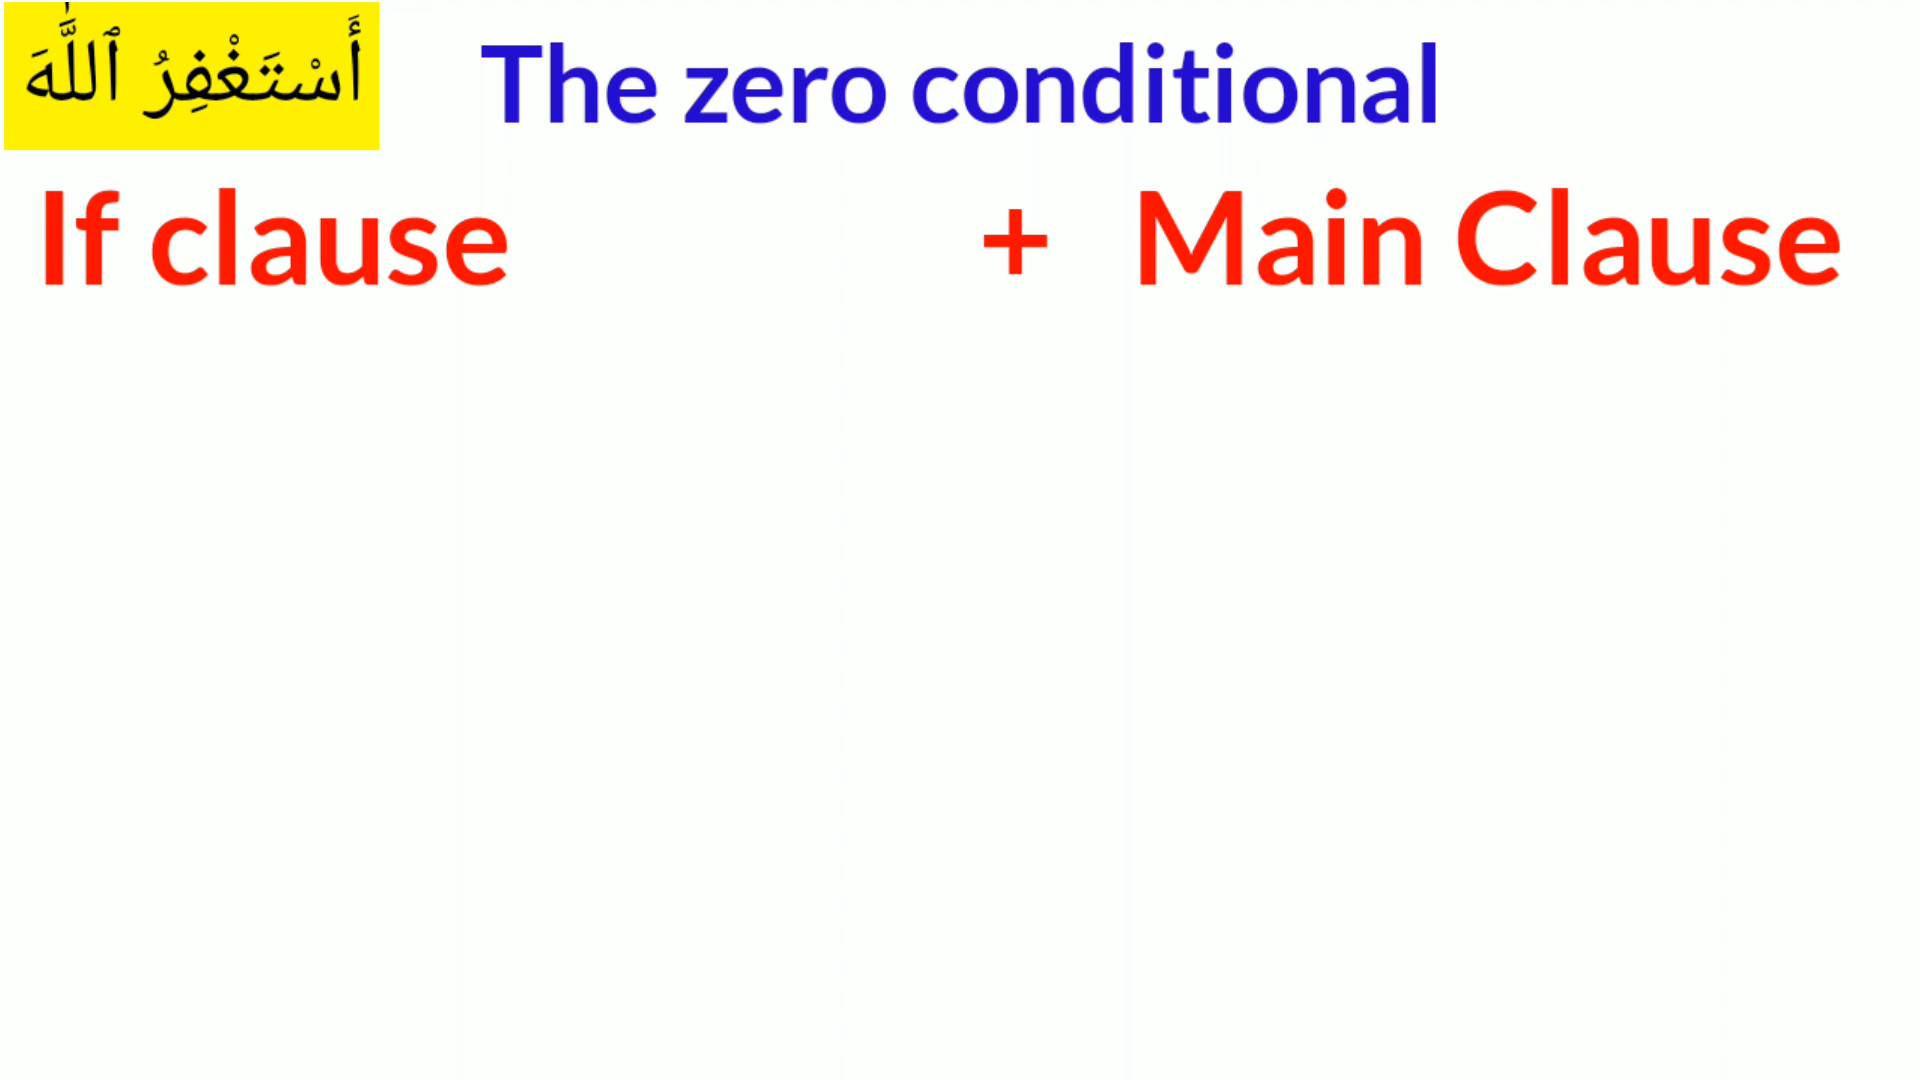 أَسْتَغْفِرُ ٱللَّٰهَ
The zero conditional
If clause + Main Clause